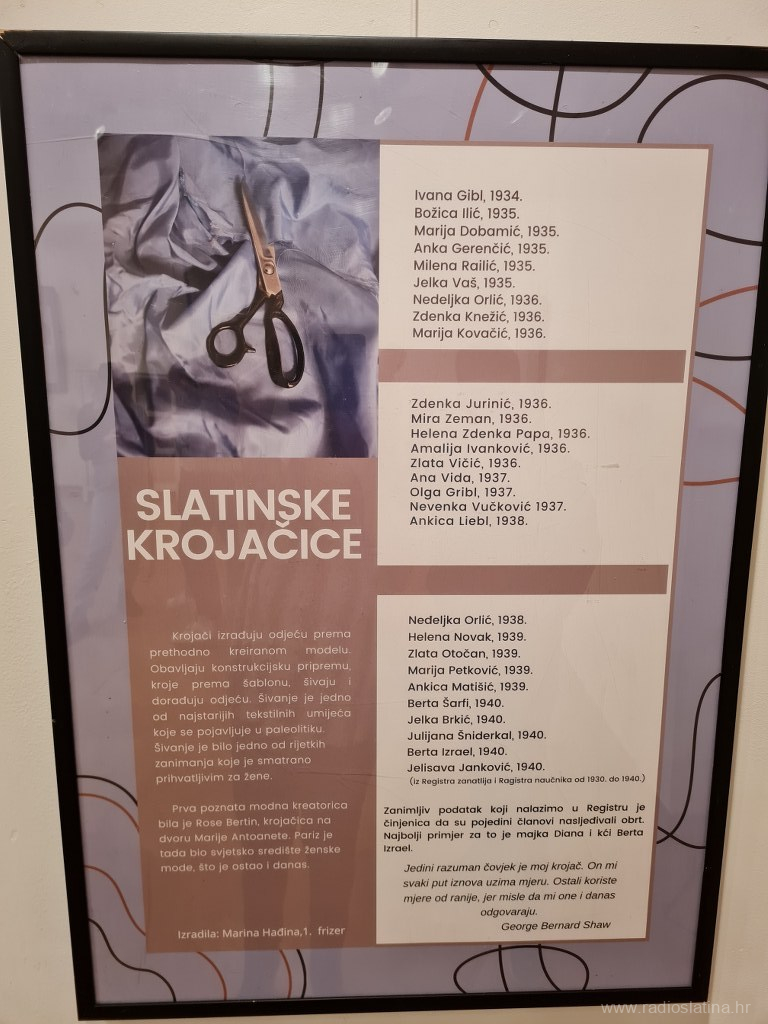 SLATINSKE
KROJAČICE
Krojači izrađuju odjeću prema
prethodno kreiranom modelu.
Obavljaju konstrukcijsku pripremu,
kroje prema šablonu, šivaju i
dorađuju odjeću. Šivanje je jedno
od najstarijih tekstilnih umijeća
koje se pojavljuje u paleolitiku.
Šivanje je bilo jedno od rijetkih
zanimanja koje je smatrano
prihvatljivim za žene.
Prva poznata modna kreatorica
bila je Rose Bertin, krojačica na
dvoru Marije Antoanete. Pariz je
tada bio svjetsko središte ženske
mode, što je ostao i danas.
Izradila: Marina Hađina,1. frizer
Ivana Gibl, 1934.
Božica Ilić, 1935.
Marija Dobamić, 1935.
Anka Gerenčić, 1935.
Milena Railić, 1935.
Jelka Vaš, 1935.
Nedeljka Orlić, 1936.
Zdenka Knežić, 1936.
Marija Kovačić, 1936.
Zdenka Jurinić, 1936.
Mira Zeman, 1936.
Helena Zdenka Papa, 1936.
Amalija Ivanković, 1936.
Zlata Vičić, 1936.
Ana Vida, 1937.
Olga Gribl, 1937.
Nevenka Vučković 1937.
Ankica Liebl, 1938.
Neđeljka Orlić, 1938.
Helena Novak, 1939.
Zlata Otočan, 1939.
Marija Petković, 1939.
Ankica Matišić, 1939.
Berta Šarfi, 1940.
Jelka Brkić, 1940.
Julijana Šniderkal, 1940.
Berta Izrael, 1940.
Jelisava Janković, 1940.
(iz Registra zanatlija i Ragistra naučnika od 1930. do 1940.)
Zanimljiv podatak koji nalazimo u Registru je
činjenica da su pojedini članovi nasljeđivali obrt.
Najbolji primjer za to je majka Diana i kći Berta
Izrael.
Jedini razuman čovjek je moj krojač. On mi
svaki put iznova uzima mjeru. Ostali koriste
mjere od ranije, jer misle da mi one i danas
odgovaraju.
George Bernard Shaw
www.radioslatina.hr